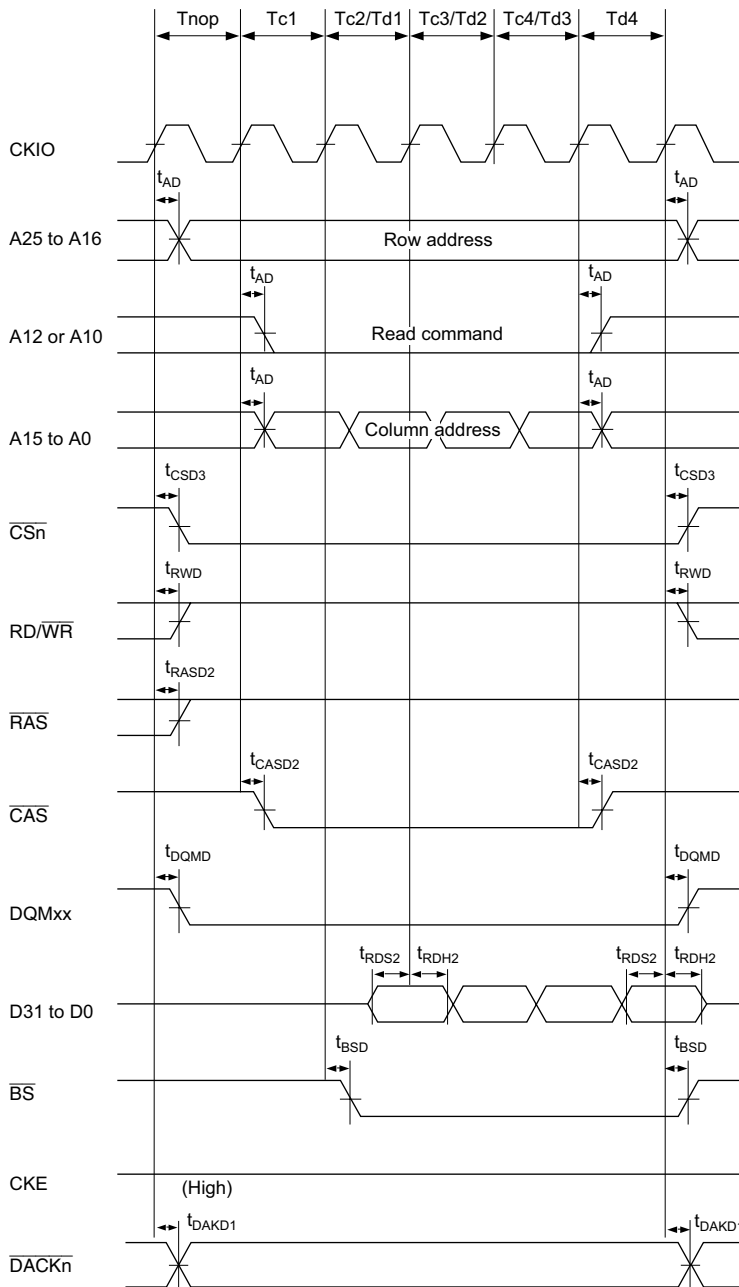 Tnop Tc1 Tc2/Td1 Tc3/Td2 Tc4/Td3 Td4
CKIO
tAD tAD
A25 to A16 Row address
tAD tAD
A12 or A10 Read command
tAD tAD
A15 to A0 Column address
tCSD3 tCSD3
CSn
tRWD tRWD
RD/WR
tRASD2
RAS
tCASD2 tCASD2
CAS
tDQMD tDQMD
DQMxx
tRDS2 tRDH2 tRDS2 tRDH2
D31 to D0
tBSD tBSD
BS
CKE (High)
tDAKD1 tDAKD1
DACKn